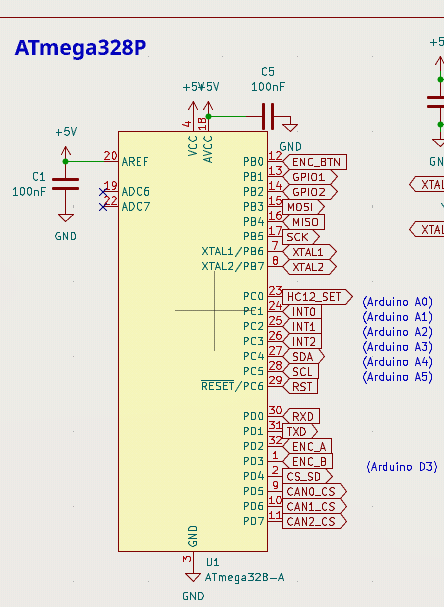 ATmega328P
+5V
+5V
+5V
C5
100nF
GND
4
VCC
18
AVCC
+5V
C1
100nF
GND
20
AREF
19
ADC6
22
ADC7
PB0 12 ENC_BTN
PB1 13 GPIO1
PB2 14 GPIO2
PB3 15 MOSI
PB4 16 MISO
PB5 17 SCK
XTAL1/PB6 7 XTAL1
XTAL2/PB7 8 XTAL2
PC0 23 HC12_SET (Arduino A0)
PC1 24 INT0 (Arduino A1)
PC2 25 INT1 (Arduino A2)
PC3 26 INT2 (Arduino A3)
PC4 27 SDA (Arduino A4)
PC5 28 SCL (Arduino A5)
RESET/PC6 29 RST
PD0 30 RXD
PD1 31 TXD
PD2 32 ENC_A
PD3 1 ENC_B (Arduino D3)
PD4 2 CS_SD
PD5 9 CAN0_CS
PD6 10 CAN1_CS
PD7 11 CAN2_CS
GND
3
U1
ATmega328-A
GND
+5
GN
XTAL
XTAL